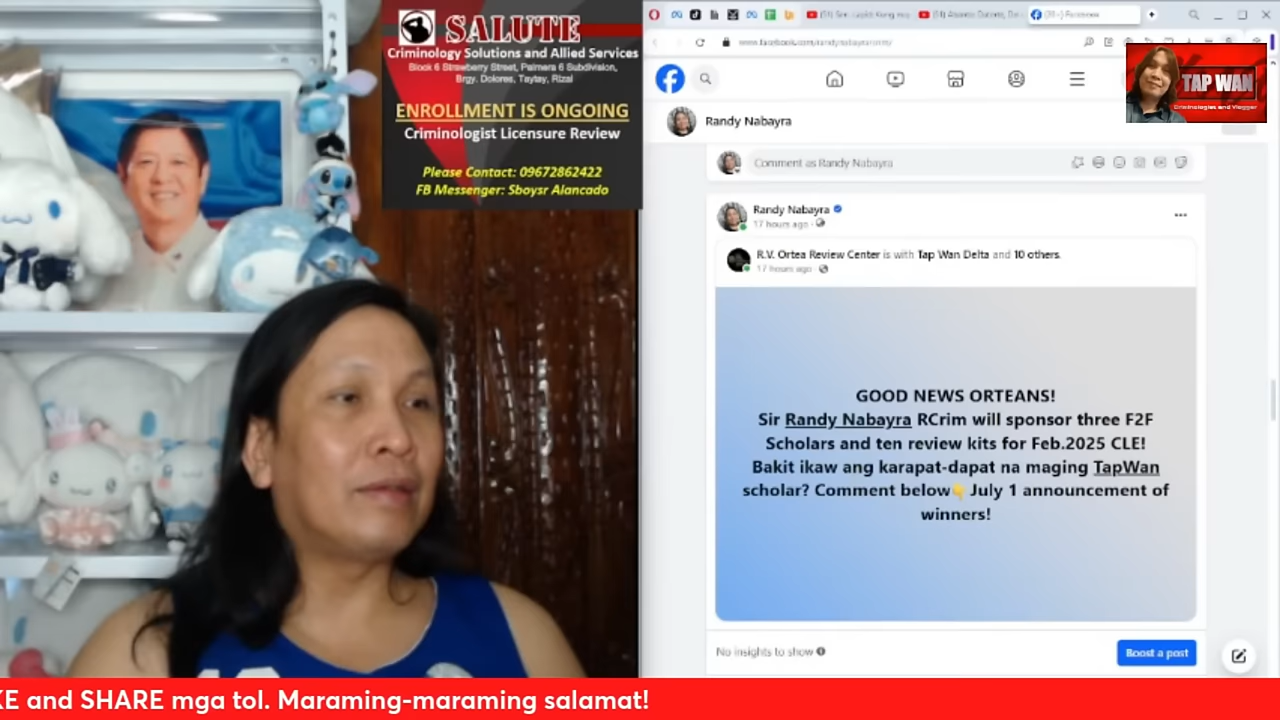 SALUTE
Criminology Solutions and Allied Services
Block 6 Strawberry Street, Palmera 6 Subdivision,
Brgy. Dolores, Taytay, Rizal
ENROLLMENT IS ONGOING
Criminologist Licensure Review
Please Contact: 09672862422
FB Messenger: Sboysr Alancado
TAP WAN
Criminologist and Vlogger
Randy Nabayra
Comment as Randy Nabayra
Randy Nabayra
17 hours ago
R.V. Ortea Review Center is with Tap Wan Delta and 10 others.
17 hours ago
GOOD NEWS ORTEANS!
Sir Randy Nabayra RCrim will sponsor three F2F
Scholars and ten review kits for Feb.2025 CLE!
Bakit ikaw ang karapat-dapat na maging TapWan
scholar? Comment below👇July 1 announcement of
winners!
No insights to show
Boost a post
KE and SHARE mga tol. Maraming-maraming salamat!